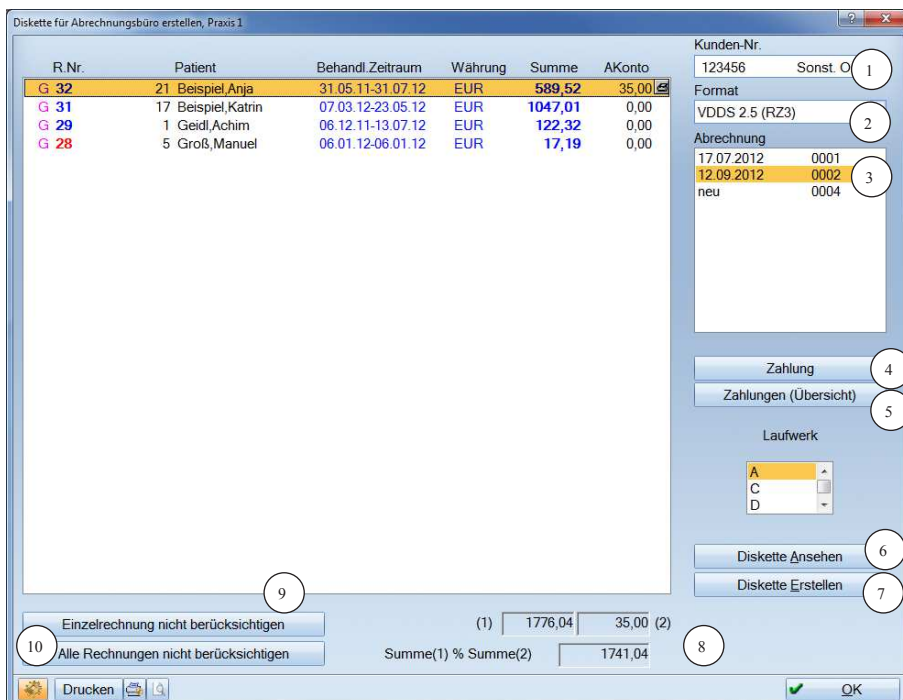 Diskette für Abrechnungsbüro erstellen, Praxis 1
R.Nr. Patient Behandl.Zeitraum Währung Summe AKonto
G 32 21 Beispiel,Anja 31.05.11-31.07.12 EUR 589,52 35,00
G 31 17 Beispiel,Katrin 07.03.12-23.05.12 EUR 1047,01 0,00
G 29 1 Geidl,Achim 06.12.11-13.07.12 EUR 122,32 0,00
G 28 5 Groß,Manuel 06.01.12-06.01.12 EUR 17,19 0,00
Kunden-Nr.
123456 Sonst. O
1
Format
VDDS 2.5 (RZ3)
2
Abrechnung
17.07.2012 0001
12.09.2012 0002
3
neu 0004
Zahlung
4
Zahlungen (Übersicht)
5
Laufwerk
A
C
D
Diskette Ansehen
6
Diskette Erstellen
7
9
Einzelrechnung nicht berücksichtigen
(1) 1776,04 35,00 (2)
10
Alle Rechnungen nicht berücksichtigen
Summe(1) % Summe(2) 1741,04
8
Drucken
OK